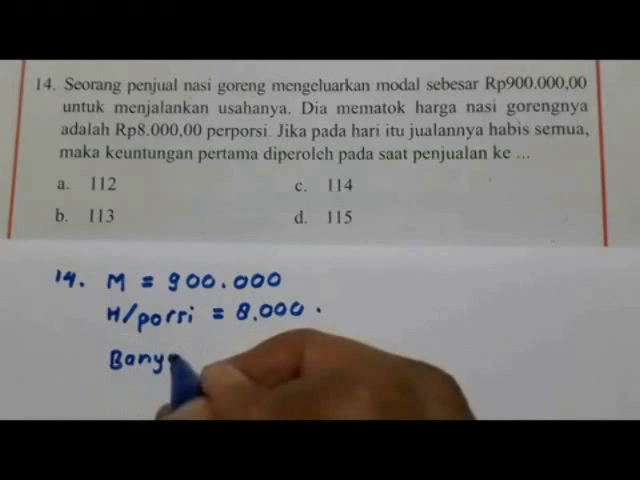 14. Seorang penjual nasi goreng mengeluarkan modal sebesar Rp900.000,00
untuk menjalankan usahanya. Dia mematok harga nasi gorengnya
adalah Rp8.000,00 perporsi. Jika pada hari itu jualannya habis semua,
maka keuntungan pertama diperoleh pada saat penjualan ke ...
a. 112
c. 114
b. 113
d. 115
14. M = 900.000
H/porsi = 8.000.
Banya